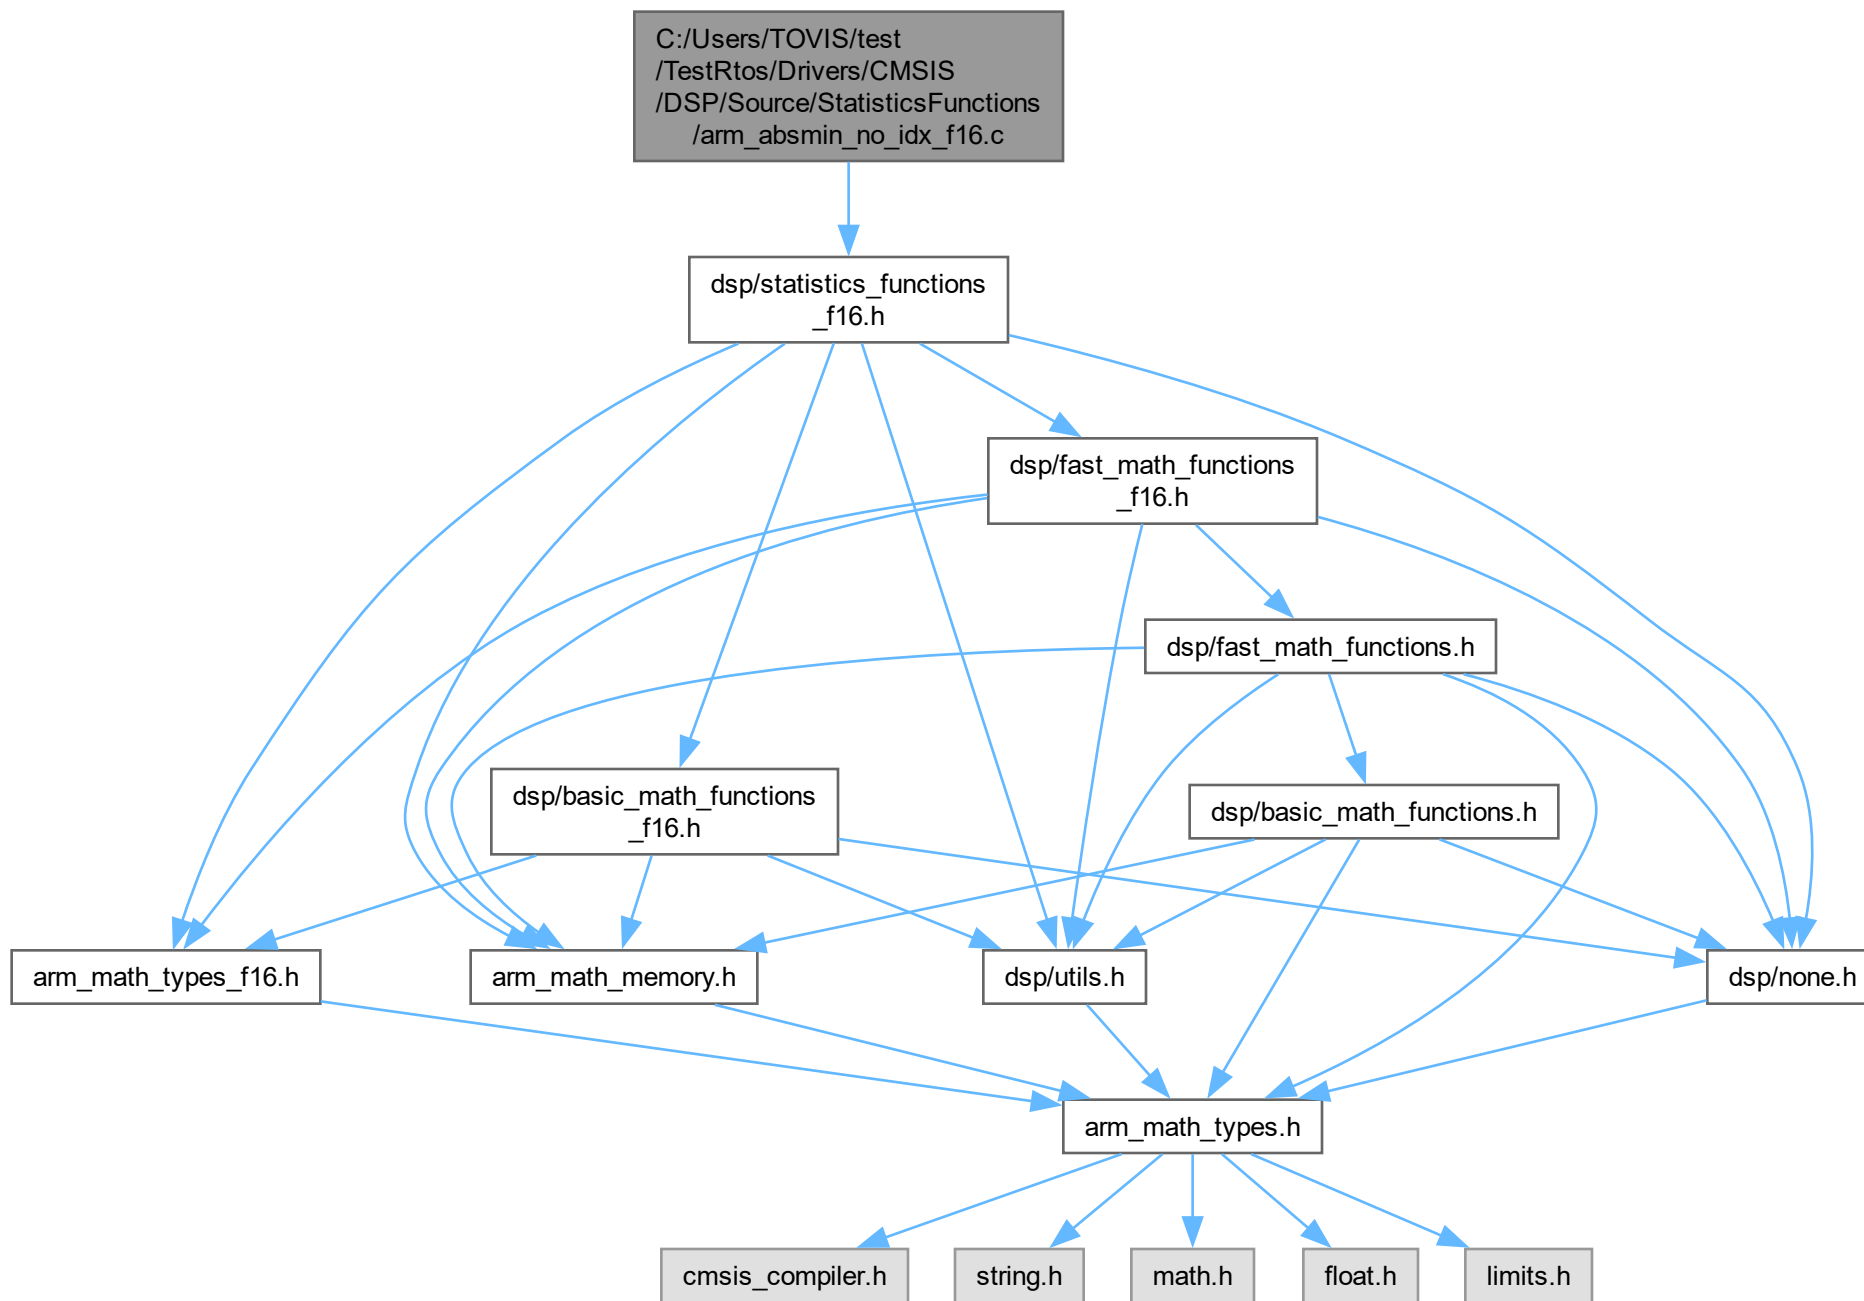 C:/Users/TOVIS/test
/TestRtos/Drivers/CMSIS
/DSP/Source/StatisticsFunctions
/arm_absmin_no_idx_f16.c
dsp/statistics_functions
_f16.h
dsp/fast_math_functions
_f16.h
dsp/fast_math_functions.h
dsp/basic_math_functions
_f16.h
dsp/basic_math_functions.h
arm_math_types_f16.h
arm_math_memory.h
dsp/utils.h
dsp/none.h
arm_math_types.h
cmsis_compiler.h
string.h
math.h
float.h
limits.h